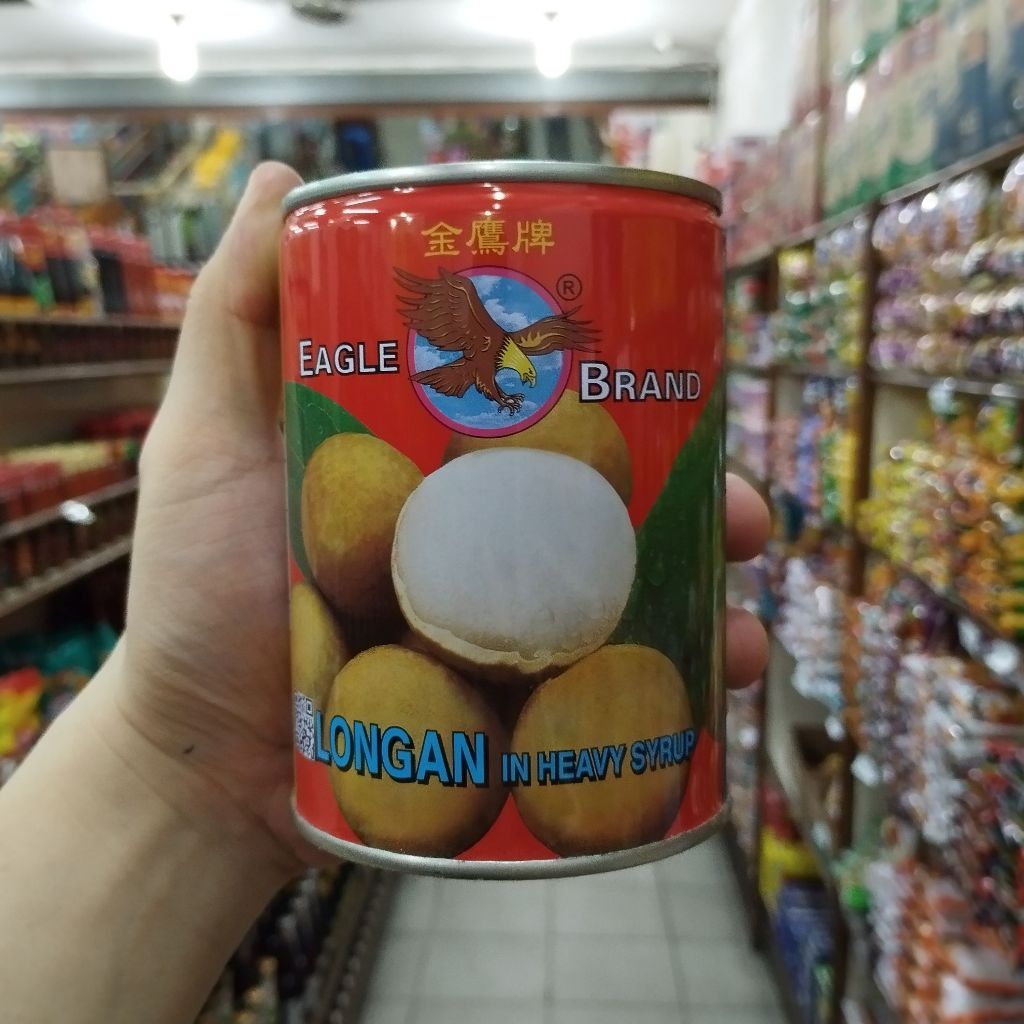 金鷹牌
®
EAGLE BRAND
LONGAN IN HEAVY SYRUP